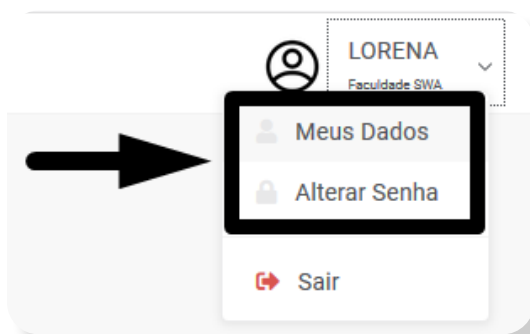 LORENA
Faculdade SWA
Meus Dados
Alterar Senha
Sair